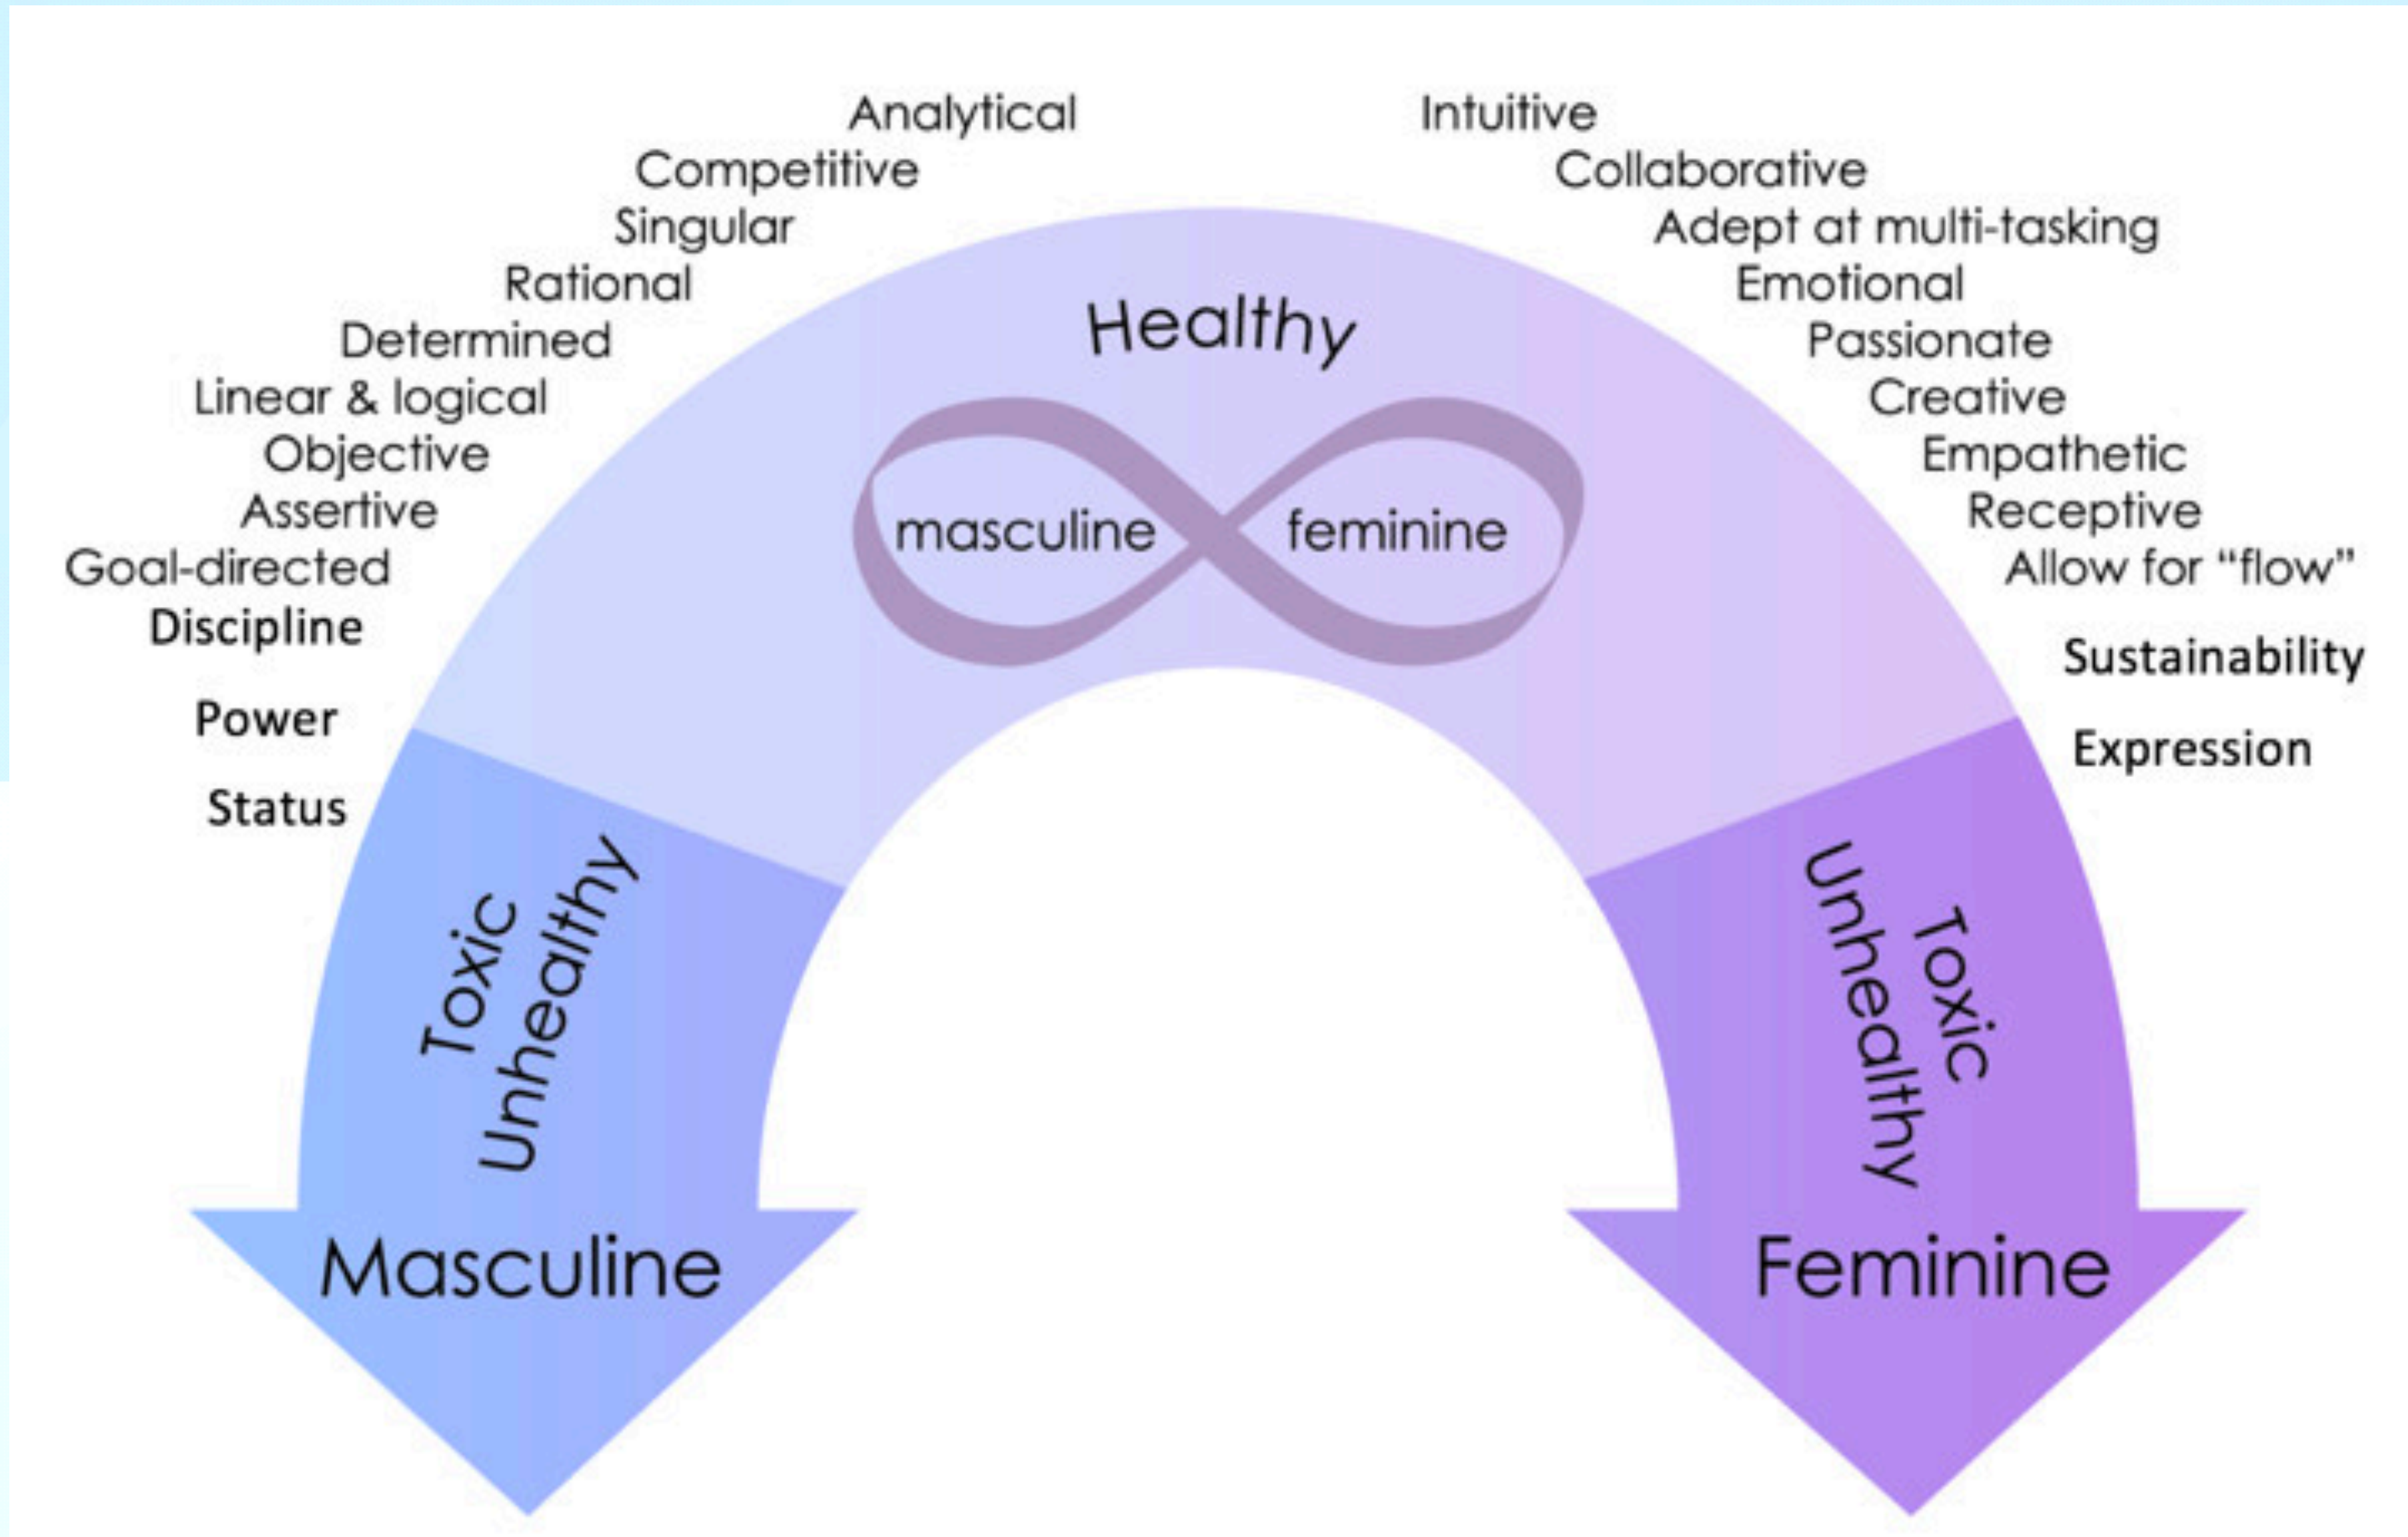 Analytical
Competitive
Singular
Rational
Determined
Linear & logical
Objective
Assertive
Goal-directed
Discipline
Power
Status
Intuitive
Collaborative
Adept at multi-tasking
Emotional
Passionate
Creative
Empathetic
Receptive
Allow for “flow”
Sustainability
Expression
Healthy
masculine
feminine
Toxic
Unhealthy
Masculine
Toxic
Unhealthy
Feminine